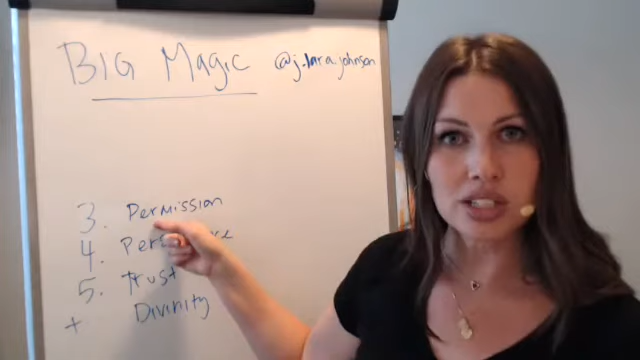 BIG Magic @j.lara.johnson
3. Permission
4.
5. Trust
+ Divinity